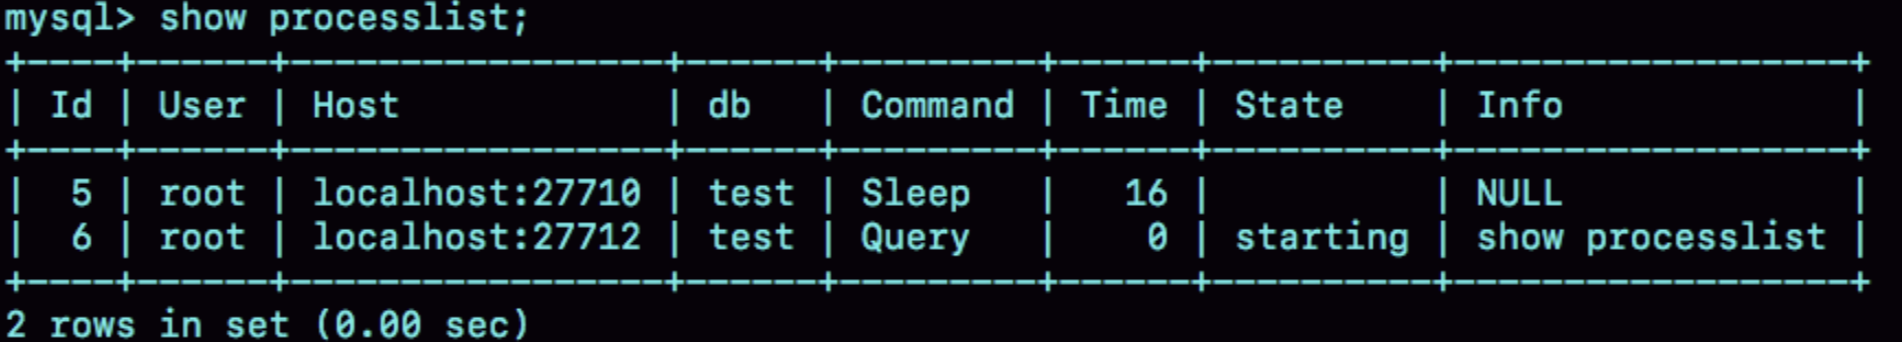 mysql> show processlist;
+----+------+-----------------+------+---------+------+----------+------------------+
| Id | User | Host            | db   | Command | Time | State    | Info             |
+----+------+-----------------+------+---------+------+----------+------------------+
|  5 | root | localhost:27710 | test | Sleep   |   16 |          | NULL             |
|  6 | root | localhost:27712 | test | Query   |    0 | starting | show processlist |
+----+------+-----------------+------+---------+------+----------+------------------+
2 rows in set (0.00 sec)